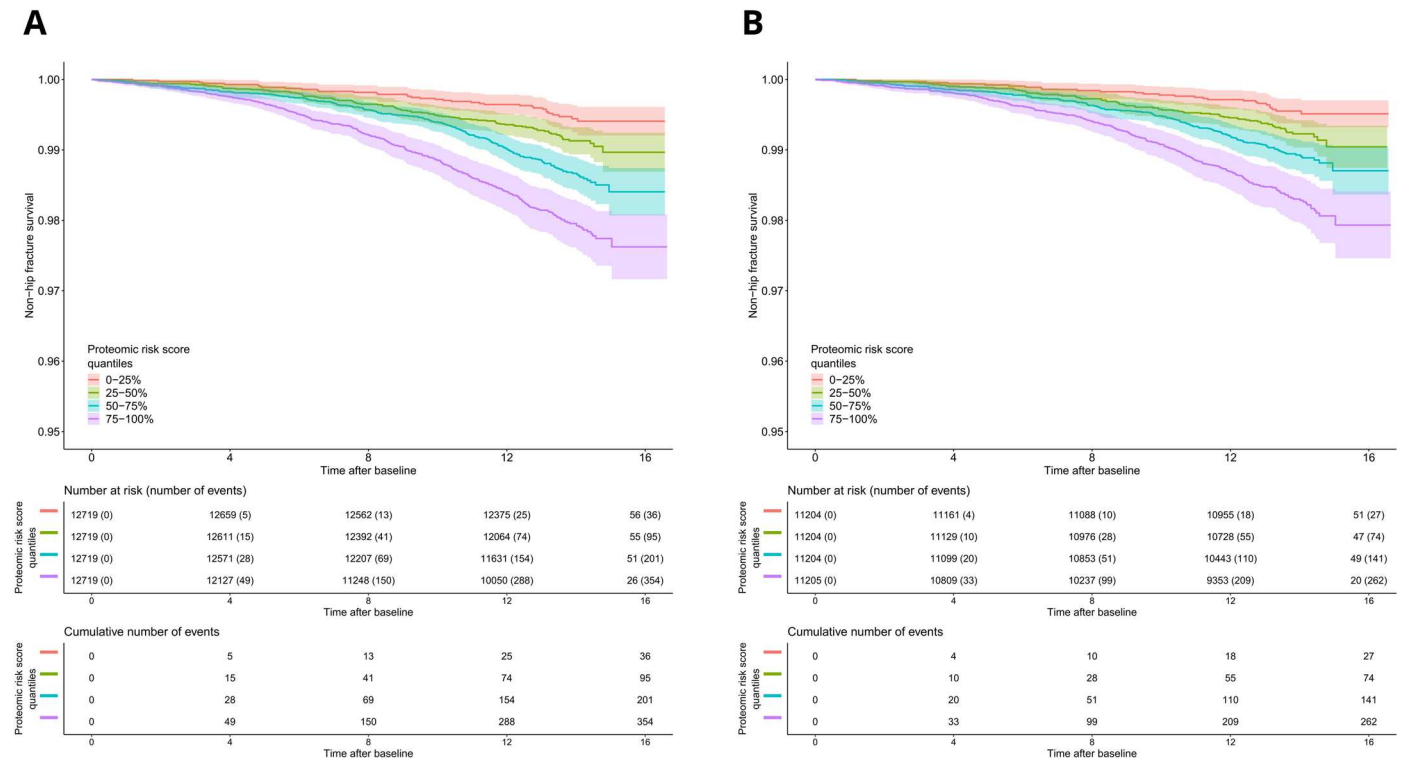 A
Non−hip fracture survival
1.00
0.99
0.98
0.97
0.96
0.95
Proteomic risk score
quantiles
0−25%
25−50%
50−75%
75−100%
0 4 8 12 16
Time after baseline
Number at risk (number of events)
Proteomic risk score
quantiles
12719 (0) 12659 (5) 12562 (13) 12375 (25) 56 (36)
12719 (0) 12611 (15) 12392 (41) 12064 (74) 55 (95)
12719 (0) 12571 (28) 12207 (69) 11631 (154) 51 (201)
12719 (0) 12127 (49) 11248 (150) 10050 (288) 26 (354)
0 4 8 12 16
Time after baseline
Cumulative number of events
Proteomic risk score
quantiles
0 5 13 25 36
0 15 41 74 95
0 28 69 154 201
0 49 150 288 354
0 4 8 12 16
Time after baseline
B
Non−hip fracture survival
1.00
0.99
0.98
0.97
0.96
0.95
Proteomic risk score
quantiles
0−25%
25−50%
50−75%
75−100%
0 4 8 12 16
Time after baseline
Number at risk (number of events)
Proteomic risk score
quantiles
11204 (0) 11161 (4) 11088 (10) 10955 (18) 51 (27)
11204 (0) 11129 (10) 10976 (28) 10728 (55) 47 (74)
11204 (0) 11099 (20) 10853 (51) 10443 (110) 49 (141)
11205 (0) 10809 (33) 10237 (99) 9353 (209) 20 (262)
0 4 8 12 16
Time after baseline
Cumulative number of events
Proteomic risk score
quantiles
0 4 10 18 27
0 10 28 55 74
0 20 51 110 141
0 33 99 209 262
0 4 8 12 16
Time after baseline